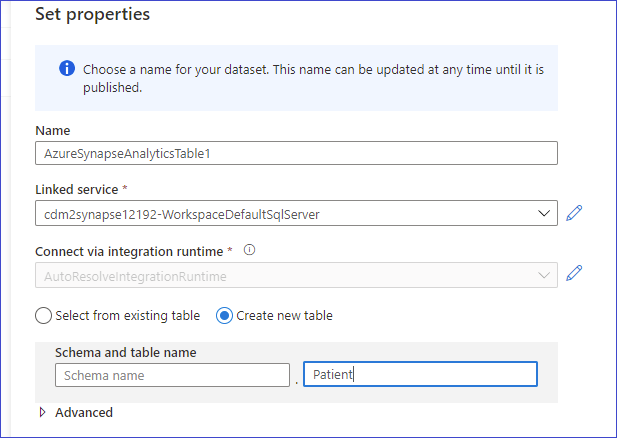 Set properties
Choose a name for your dataset. This name can be updated at any time until it is
published.
Name
AzureSynapseAnalyticsTable1
Linked service *
cdm2synapse12192-WorkspaceDefaultSqlServer
Connect via integration runtime *
AutoResolveIntegrationRuntime
Select from existing table Create new table
Schema and table name
Schema name . Patient
Advanced